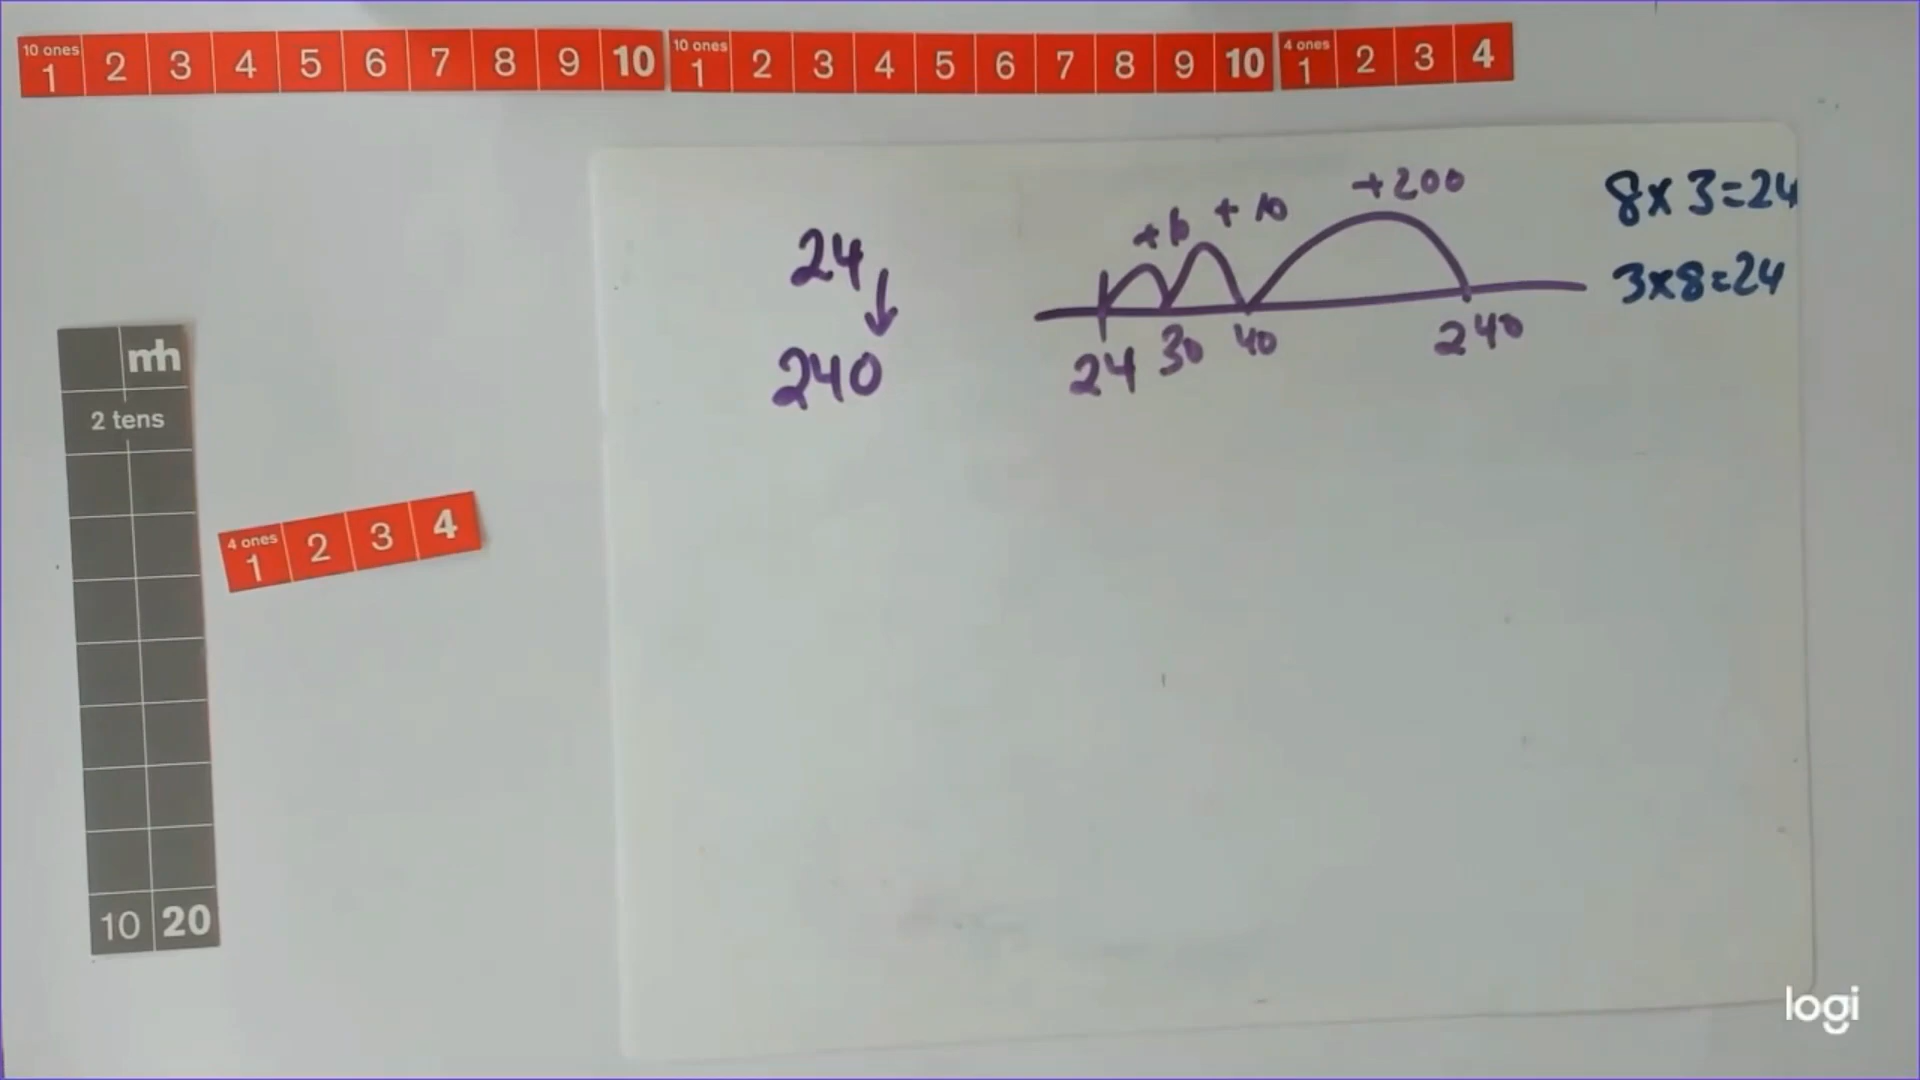 10 ones 1 2 3 4 5 6 7 8 9 10 10 ones 1 2 3 4 5 6 7 8 9 10 4 ones 1 2 3 4
mh
2 tens
10 20
4 ones 1 2 3 4
24
240
+6 +10 +200
24 30 40 240
8x3=24
3x8=24
logi